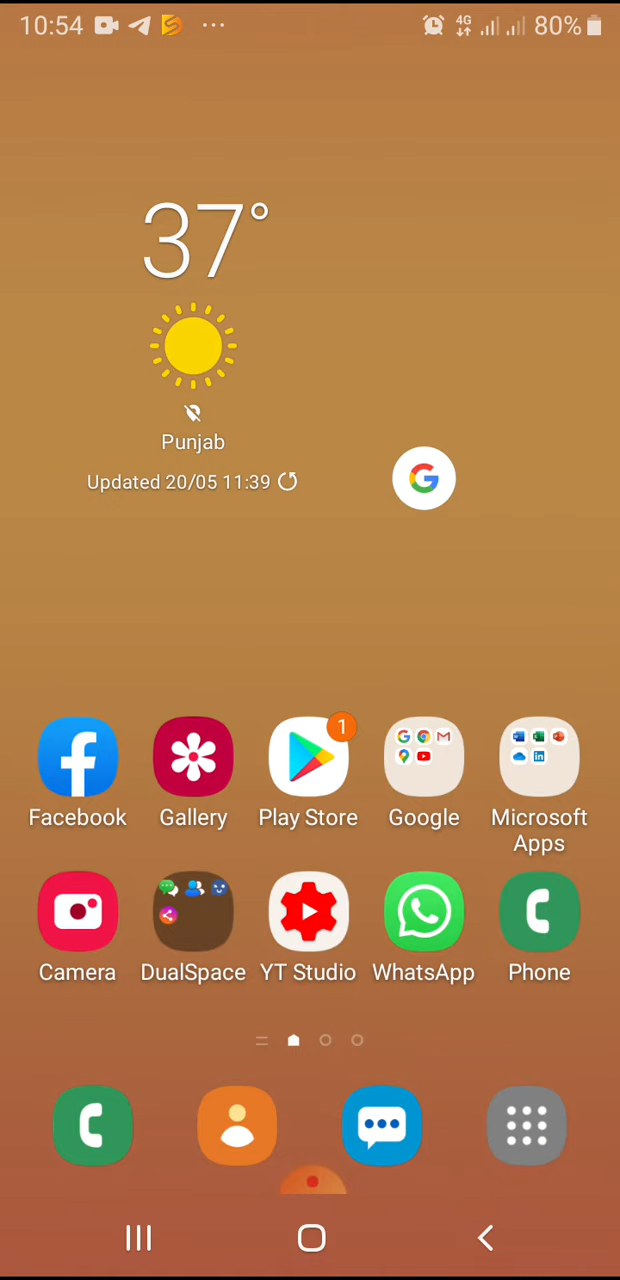 10:54 4G 80%
37°
Punjab
Updated 20/05 11:39
1
Facebook Gallery Play Store Google Microsoft Apps
Camera DualSpace YT Studio WhatsApp Phone